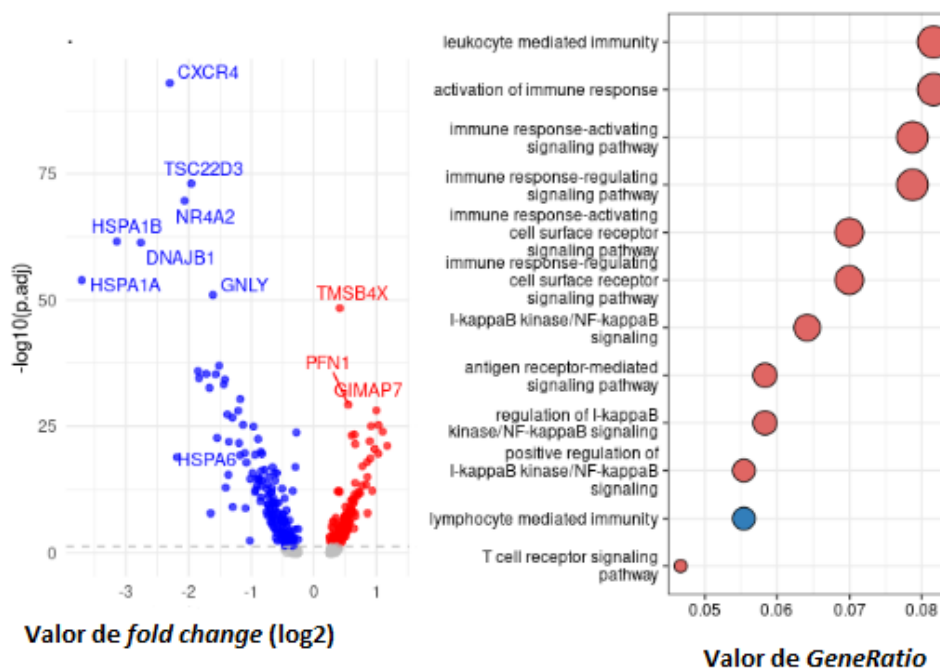 CXCR4
TSC22D3
NR4A2
HSPA1B
DNAJB1
HSPA1A
GNLY
TMSB4X
PFN1
GIMAP7
HSPA6
-log10(p.adj)
75
50
25
0
-3
-2
-1
0
1
Valor de fold change (log2)
leukocyte mediated immunity
activation of immune response
immune response-activating
signaling pathway
immune response-regulating
signaling pathway
immune response-activating
cell surface receptor
signaling pathway
immune response-regulating
cell surface receptor
signaling pathway
I-kappaB kinase/NF-kappaB
signaling
antigen receptor-mediated
signaling pathway
regulation of I-kappaB
kinase/NF-kappaB signaling
positive regulation of
I-kappaB kinase/NF-kappaB
signaling
lymphocyte mediated immunity
T cell receptor signaling
pathway
0.05
0.06
0.07
0.08
Valor de GeneRatio